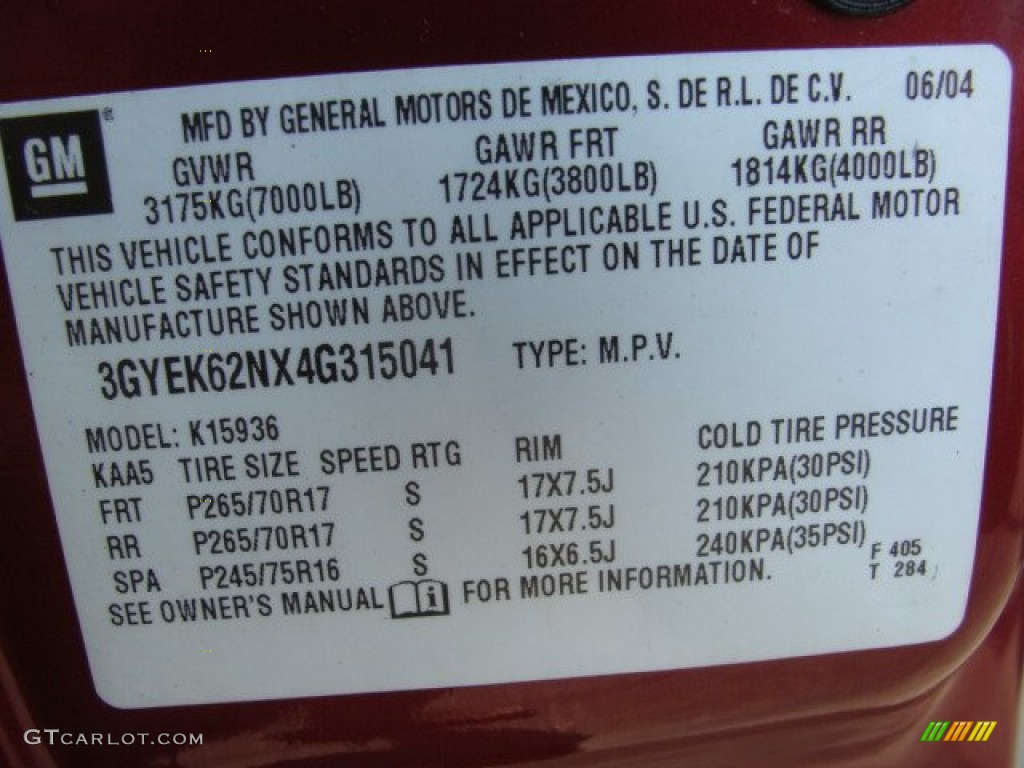 GM ®
MFD BY GENERAL MOTORS DE MEXICO, S. DE R.L. DE C.V. 06/04
GVWR GAWR FRT GAWR RR
3175KG(7000LB) 1724KG(3800LB) 1814KG(4000LB)
THIS VEHICLE CONFORMS TO ALL APPLICABLE U.S. FEDERAL MOTOR
VEHICLE SAFETY STANDARDS IN EFFECT ON THE DATE OF
MANUFACTURE SHOWN ABOVE.
3GYEK62NX4G315041 TYPE: M.P.V.
MODEL: K15936
KAA5 TIRE SIZE SPEED RTG RIM COLD TIRE PRESSURE
FRT P265/70R17 S 17X7.5J 210KPA(30PSI)
RR P265/70R17 S 17X7.5J 210KPA(30PSI)
SPA P245/75R16 S 16X6.5J 240KPA(35PSI)
F 405
T 284
SEE OWNER'S MANUAL i FOR MORE INFORMATION.
GTCARLOT.COM